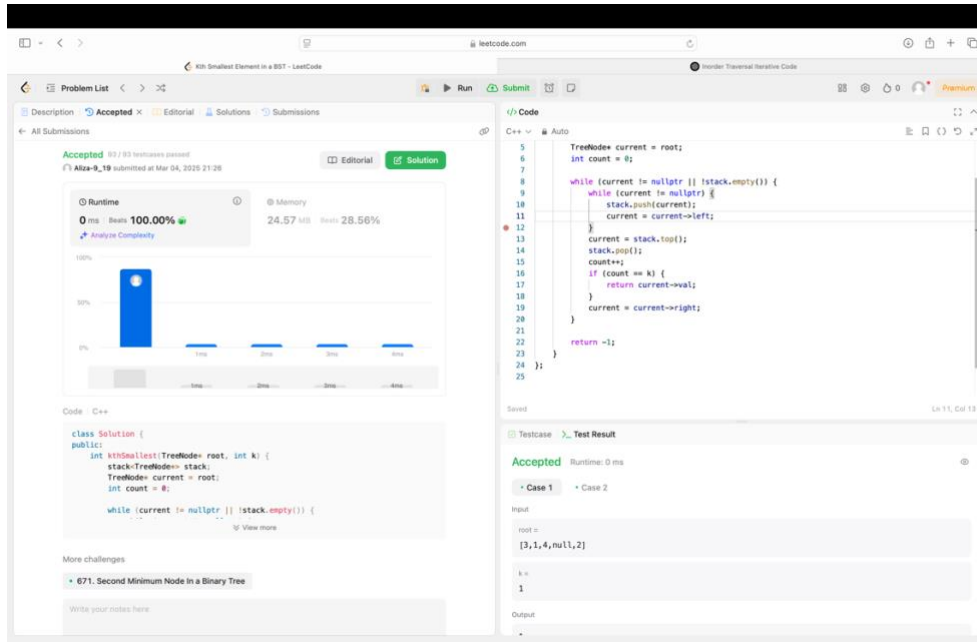 leetcode.com
Kth Smallest Element in a BST - LeetCode
Inorder Traversal Iterative Code
Problem List
Run
Submit
0
Premium
Description
Accepted
Editorial
Solutions
Submissions
All Submissions
Accepted 93 / 93 testcases passed
Aliza-9_19 submitted at Mar 04, 2025 21:26
Editorial
Solution
Runtime
0 ms Beats 100.00%
Analyze Complexity
Memory
24.57 MB Beats 28.56%
100%
50%
0%
1ms
2ms
3ms
4ms
1ms
2ms
3ms
4ms
Code C++
class Solution {
public:
int kthSmallest(TreeNode* root, int k) {
stack<TreeNode*> stack;
TreeNode* current = root;
int count = 0;
while (current != nullptr || !stack.empty()) {
View more
More challenges
671. Second Minimum Node In a Binary Tree
Write your notes here
</> Code
C++ Auto
5 TreeNode* current = root;
6 int count = 0;
7
8 while (current != nullptr || !stack.empty()) {
9 while (current != nullptr) {
10 stack.push(current);
11 current = current->left;
12 }
13 current = stack.top();
14 stack.pop();
15 count++;
16 if (count == k) {
17 return current->val;
18 }
19 current = current->right;
20 }
21
22 return -1;
23 }
24 };
25
Saved
Ln 11, Col 13
Testcase
>_ Test Result
Accepted Runtime: 0 ms
Case 1
Case 2
Input
root =
[3,1,4,null,2]
k =
1
Output